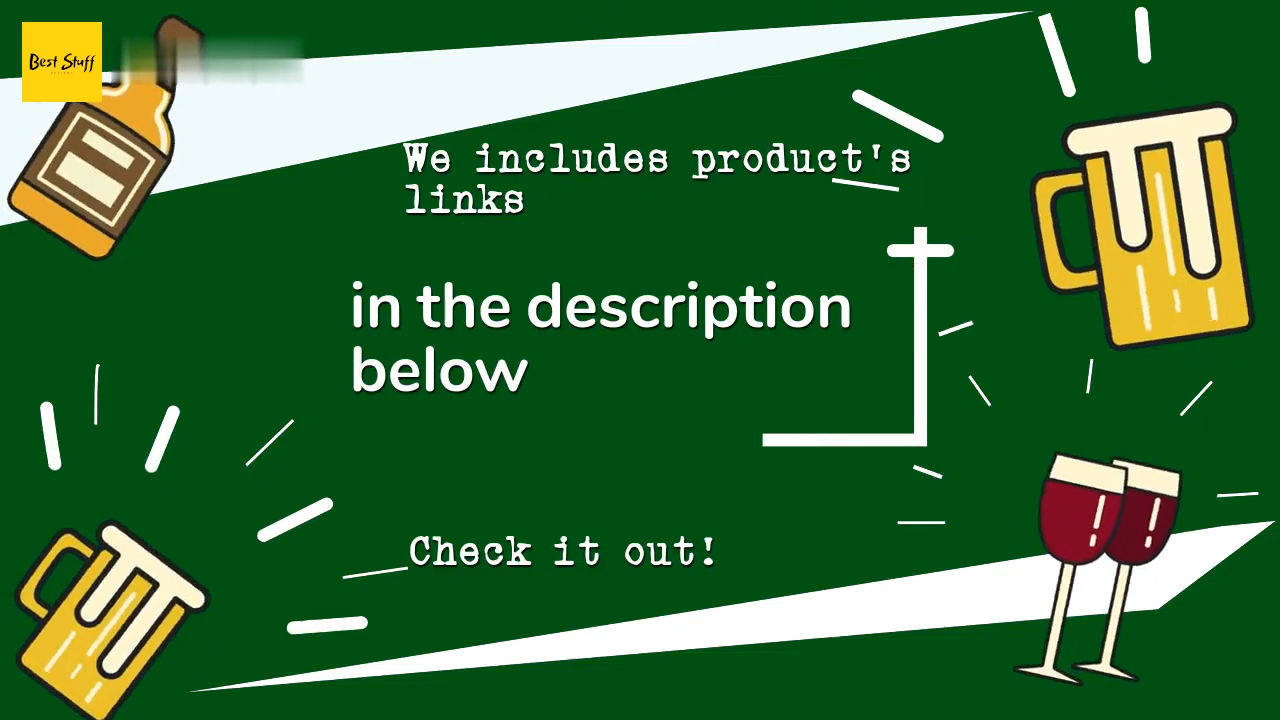 Best Stuff
We includes product's
links
in the description
below
Check it out!